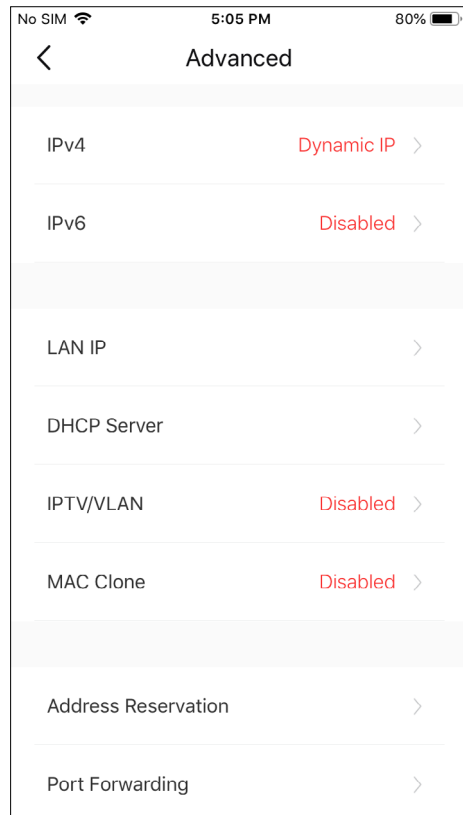 No SIM 5:05 PM 80%
Advanced
IPv4 Dynamic IP
IPv6 Disabled
LAN IP
DHCP Server
IPTV/VLAN Disabled
MAC Clone Disabled
Address Reservation
Port Forwarding